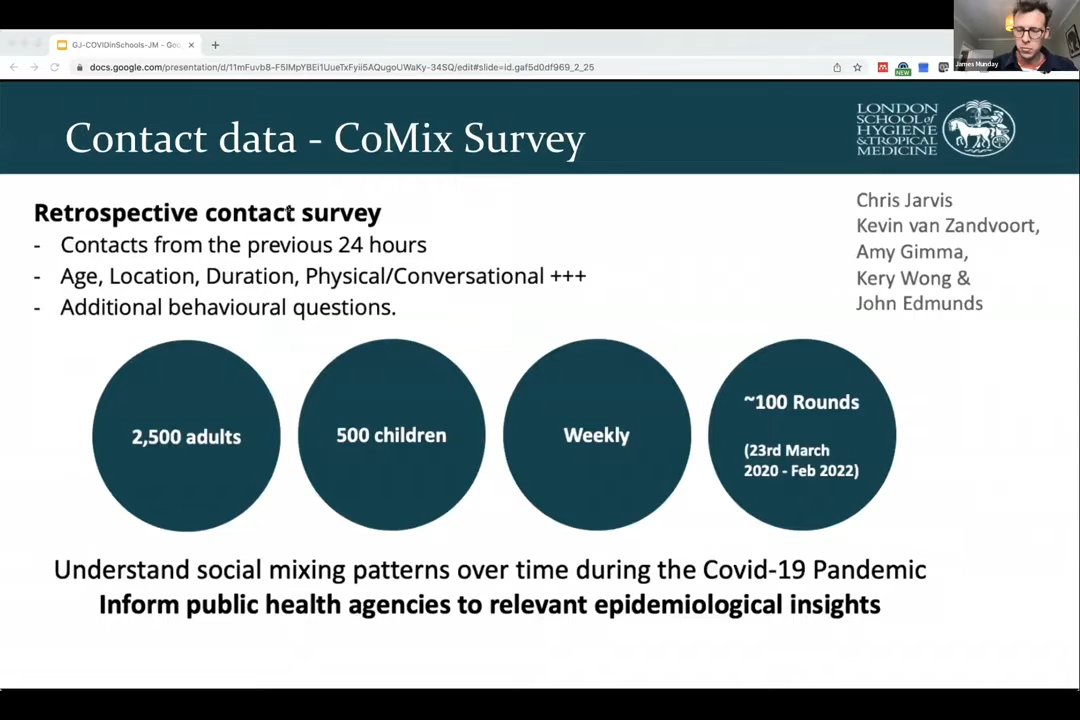 GJ-COVIDinSchools-JM - Goo
docs.google.com/presentation/d/11mFuvb8-F5lMpYBEi1UueTxFyii5AQugoUWaKy-34SQ/edit#slide=id.gaf5d0df969_2_25
NEW
James Munday
Contact data - CoMix Survey
LONDON
SCHOOL of
HYGIENE
&TROPICAL
MEDICINE
Retrospective contact survey
- Contacts from the previous 24 hours
- Age, Location, Duration, Physical/Conversational +++
- Additional behavioural questions.
Chris Jarvis
Kevin van Zandvoort,
Amy Gimma,
Kery Wong &
John Edmunds
2,500 adults
500 children
Weekly
~100 Rounds
(23rd March
2020 - Feb 2022)
Understand social mixing patterns over time during the Covid-19 Pandemic
Inform public health agencies to relevant epidemiological insights